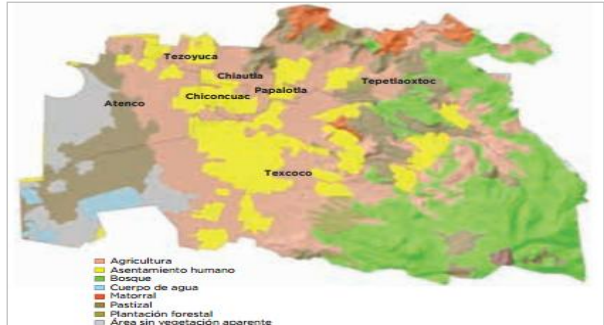 Tezoyuca
Chiautla
Papalotla
Tepetlaoxtoc
Atenco
Chiconcuac
Texcoco
Agricultura
Asentamiento humano
Bosque
Cuerpo de agua
Matorral
Pastizal
Plantación forestal
Área sin vegetación aparente